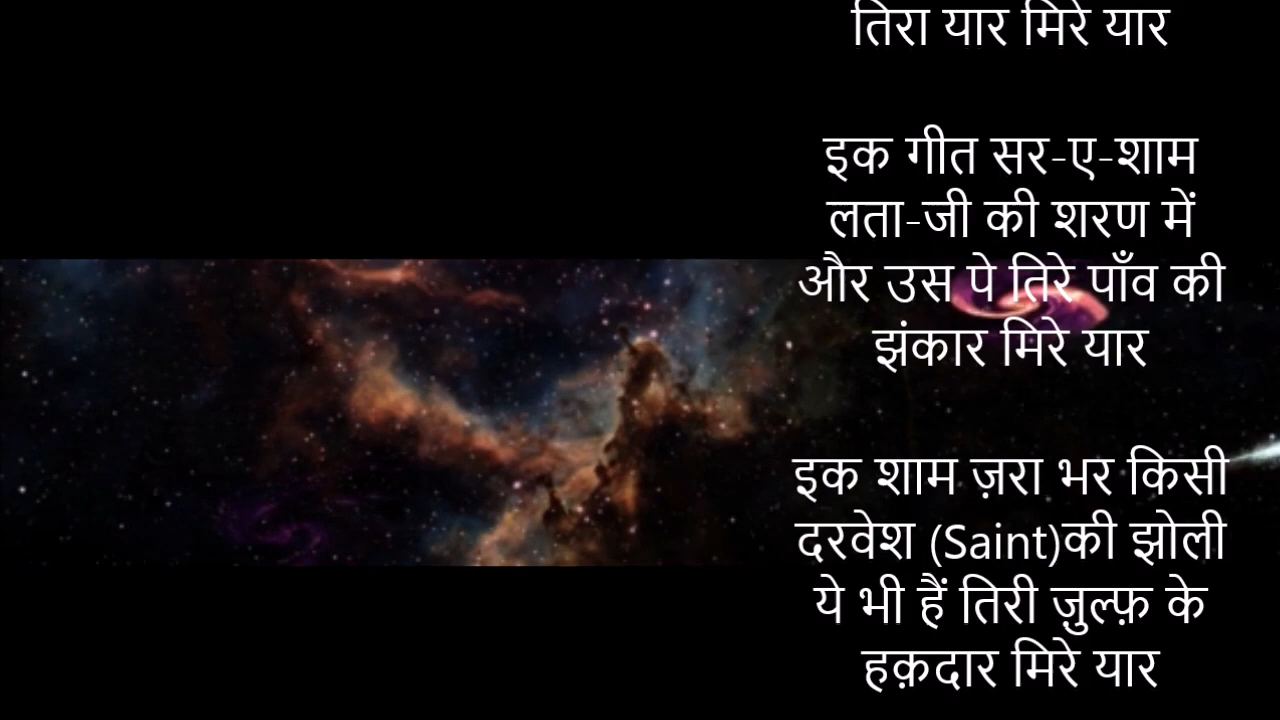 तिरा यार मिरे यार
इक गीत सर-ए-शाम
लता-जी की शरण में
और उस पे तिरे पाँव की
झंकार मिरे यार
इक शाम ज़रा भर किसी
दरवेश (Saint)की झोली
ये भी हैं तिरी ज़ुल्फ़ के
हक़दार मिरे यार